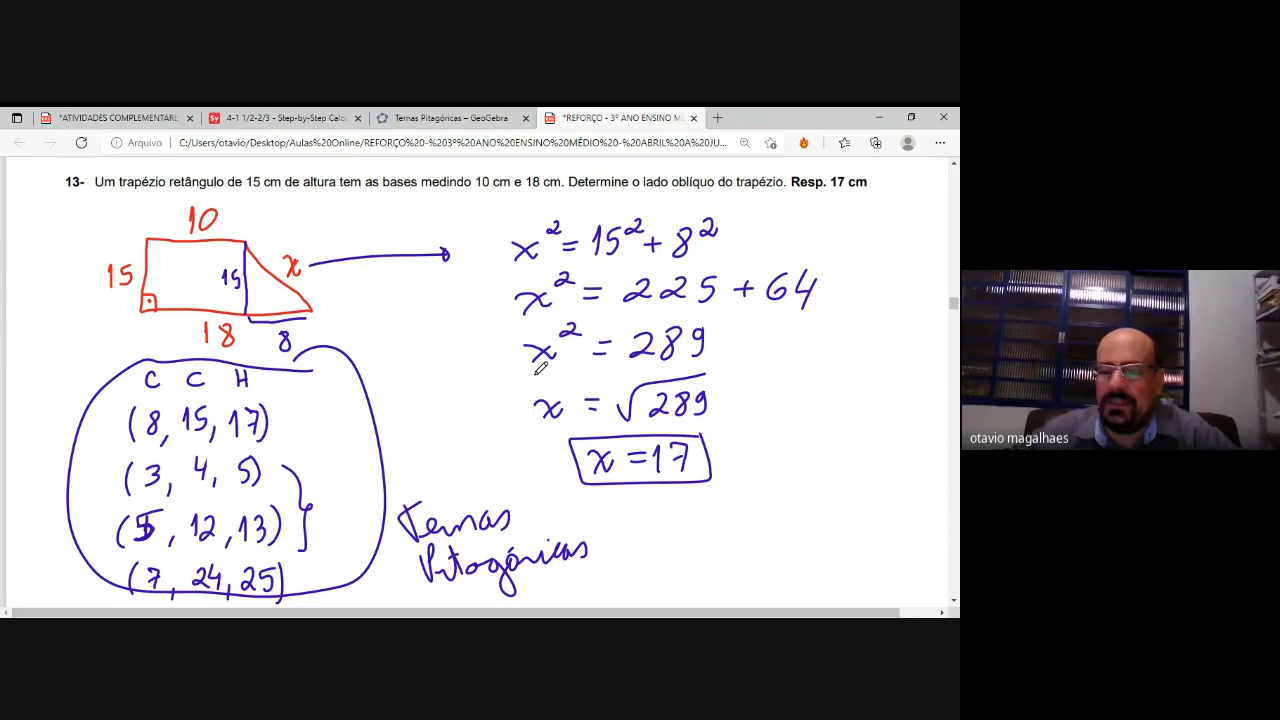 *ATIVIDADES COMPLEMENTARE
4-1 1/2-2/3 - Step-by-Step Calcu
Ternas Pitagóricas – GeoGebra
*REFORÇO - 3º ANO ENSINO MÉ
Arquivo
C:/Users/otavio/Desktop/Aulas%20Online/REFORÇO%20-%203º%20ANO%20ENSINO%20MÉDIO%20-%20ABRIL%20A%20JU...
13- Um trapézio retângulo de 15 cm de altura tem as bases medindo 10 cm e 18 cm. Determine o lado oblíquo do trapézio. Resp. 17 cm
10
15
15
x
18
8
x² = 15² + 8²
x² = 225 + 64
x² = 289
x = √289
x = 17
C C H
(8, 15, 17)
(3, 4, 5)
(5, 12, 13)
(7, 24, 25)
Ternas
Pitagóricas
otavio magalhaes